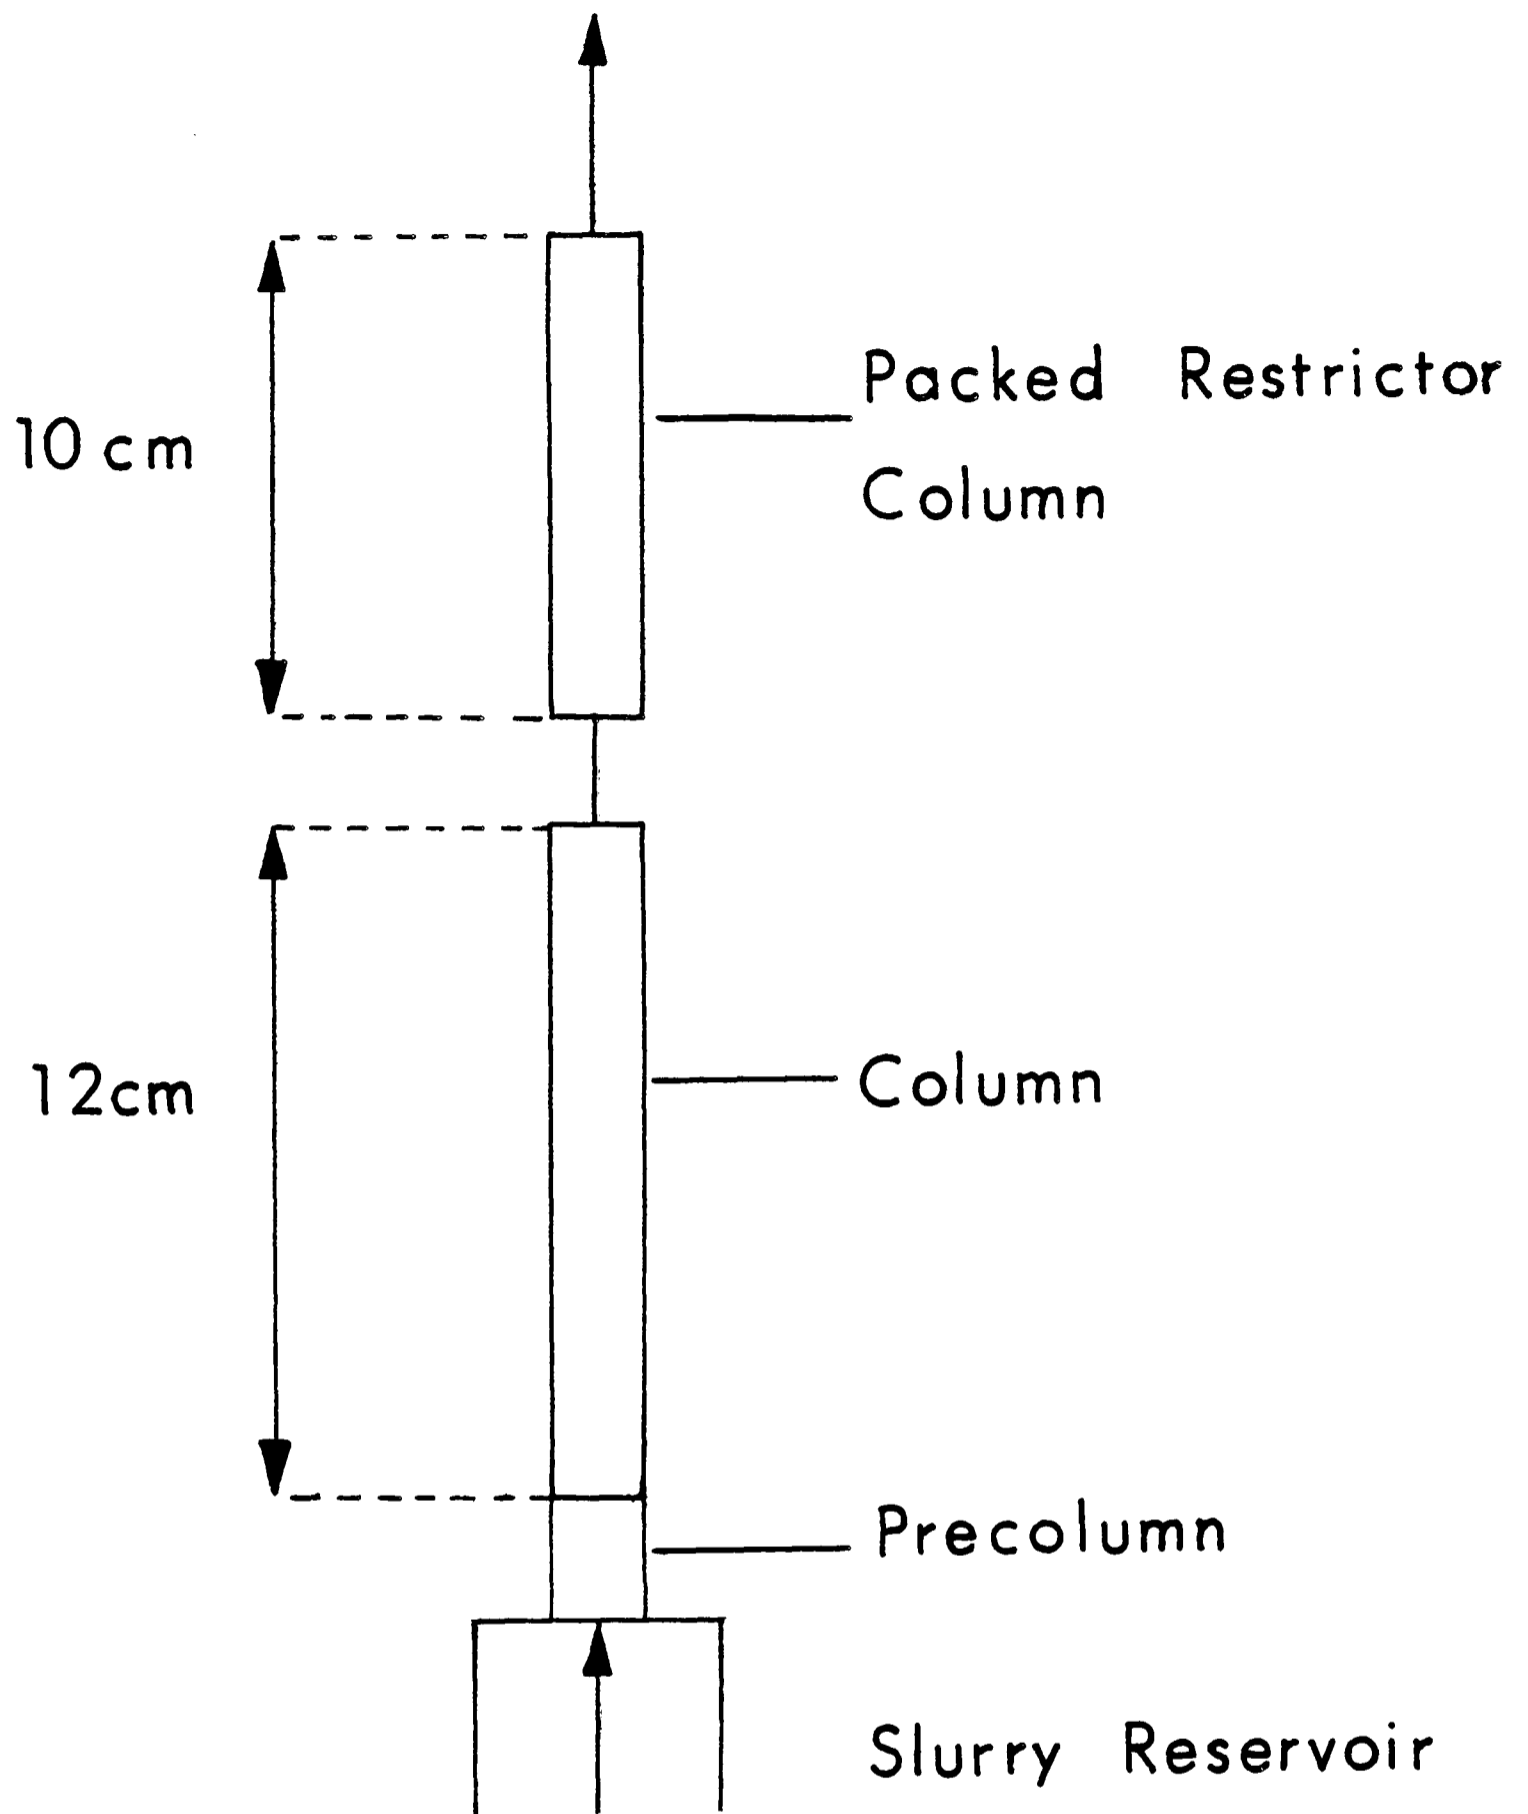 10 cm
Packed Restrictor
Column
12cm
Column
Precolumn
Slurry Reservoir